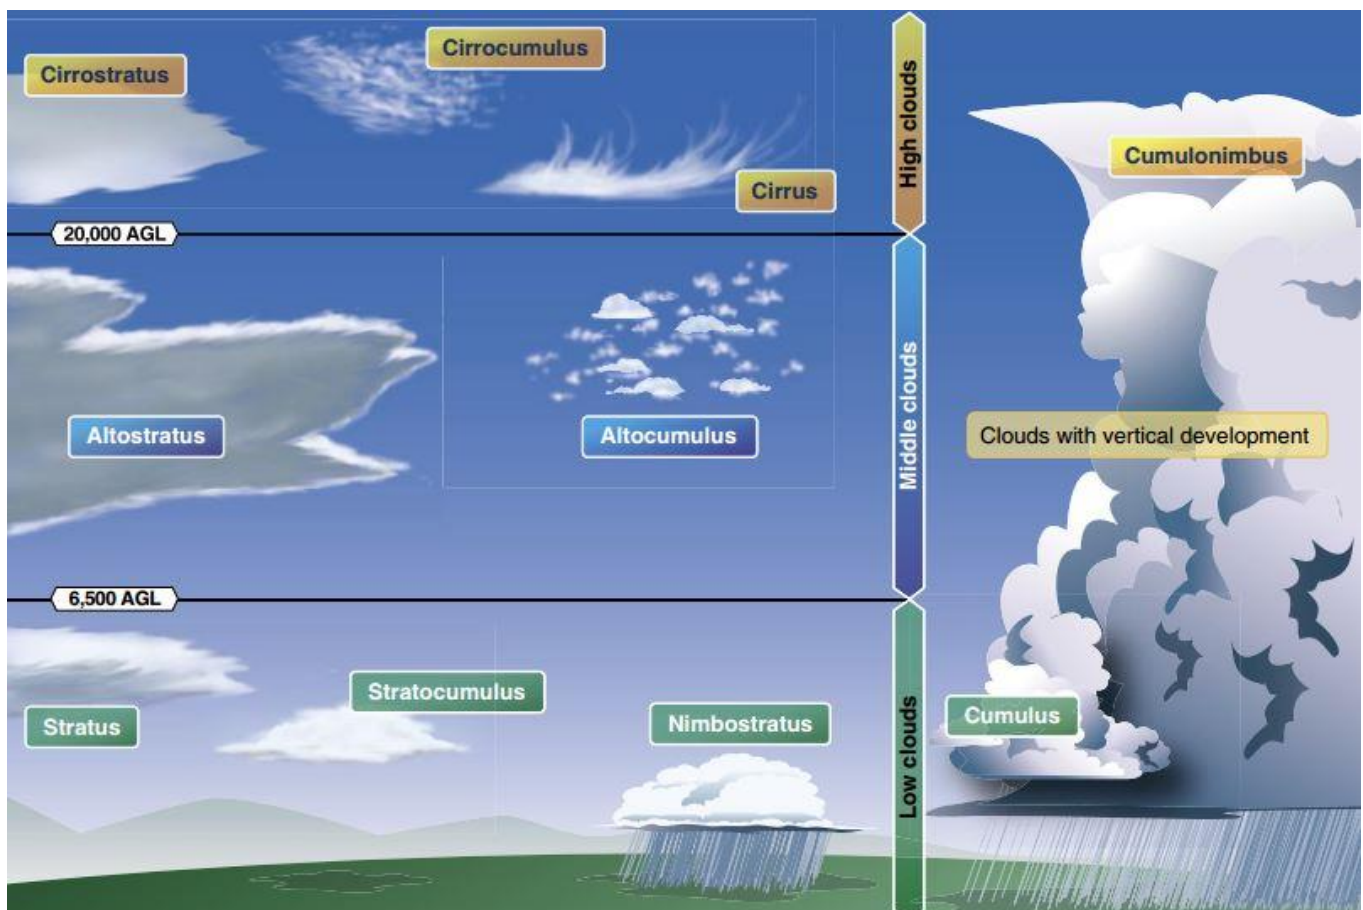 Cirrostratus
Cirrocumulus
Cirrus
High clouds
Cumulonimbus
20,000 AGL
Altostratus
Altocumulus
Middle clouds
Clouds with vertical development
6,500 AGL
Stratus
Stratocumulus
Nimbostratus
Low clouds
Cumulus